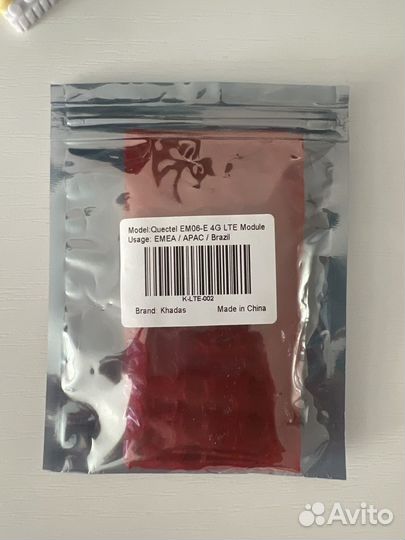 Model:Quectel EM06-E 4G LTE Module
Usage: EMEA / APAC / Brazil
K-LTE-002
Brand: Khadas Made in China
Avito